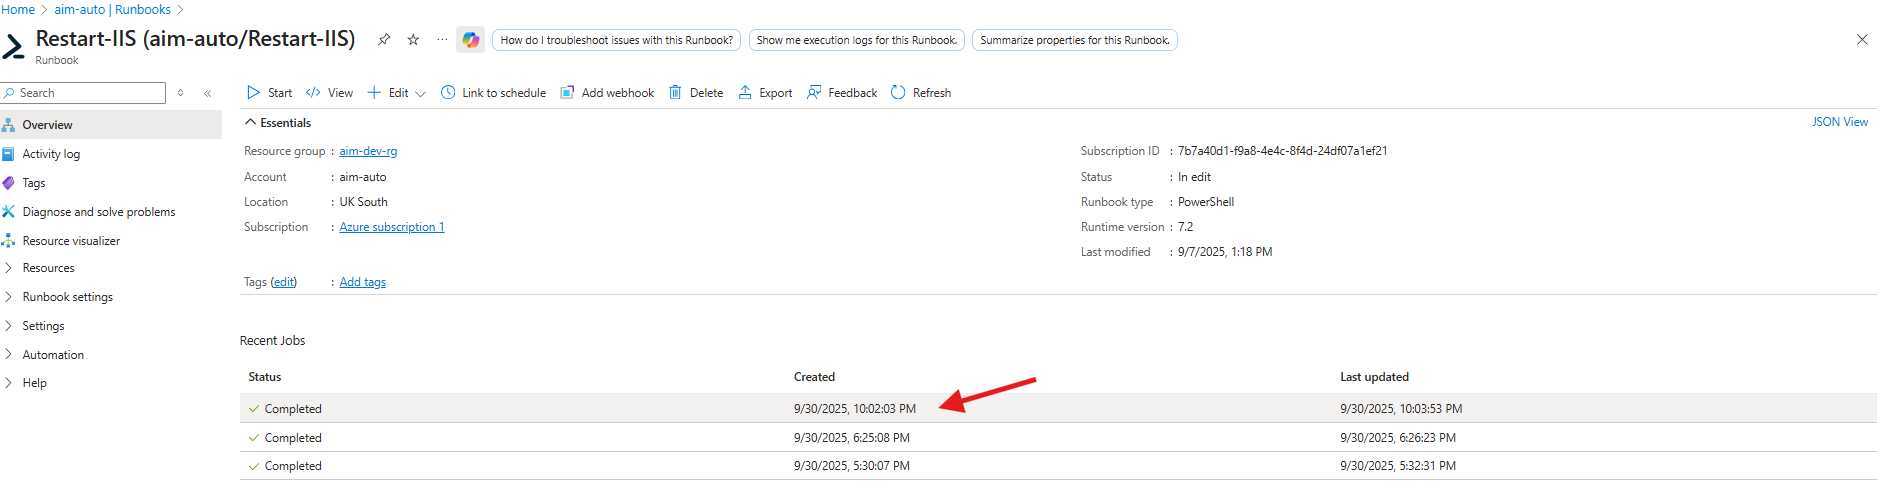 Home > aim-auto | Runbooks >
Restart-IIS (aim-auto/Restart-IIS) ... How do I troubleshoot issues with this Runbook? Show me execution logs for this Runbook. Summarize properties for this Runbook.
Runbook
Search
Overview
Activity log
Tags
Diagnose and solve problems
Resource visualizer
Resources
Runbook settings
Settings
Automation
Help
Start View Edit Link to schedule Add webhook Delete Export Feedback Refresh
Essentials JSON View
Resource group : aim-dev-rg
Account : aim-auto
Location : UK South
Subscription : Azure subscription 1
Subscription ID : 7b7a40d1-f9a8-4e4c-8f4d-24df07a1ef21
Status : In edit
Runbook type : PowerShell
Runtime version : 7.2
Last modified : 9/7/2025, 1:18 PM
Tags (edit) : Add tags
Recent Jobs
Status Created Last updated
Completed 9/30/2025, 10:02:03 PM 9/30/2025, 10:03:53 PM
Completed 9/30/2025, 6:25:08 PM 9/30/2025, 6:26:23 PM
Completed 9/30/2025, 5:30:07 PM 9/30/2025, 5:32:31 PM